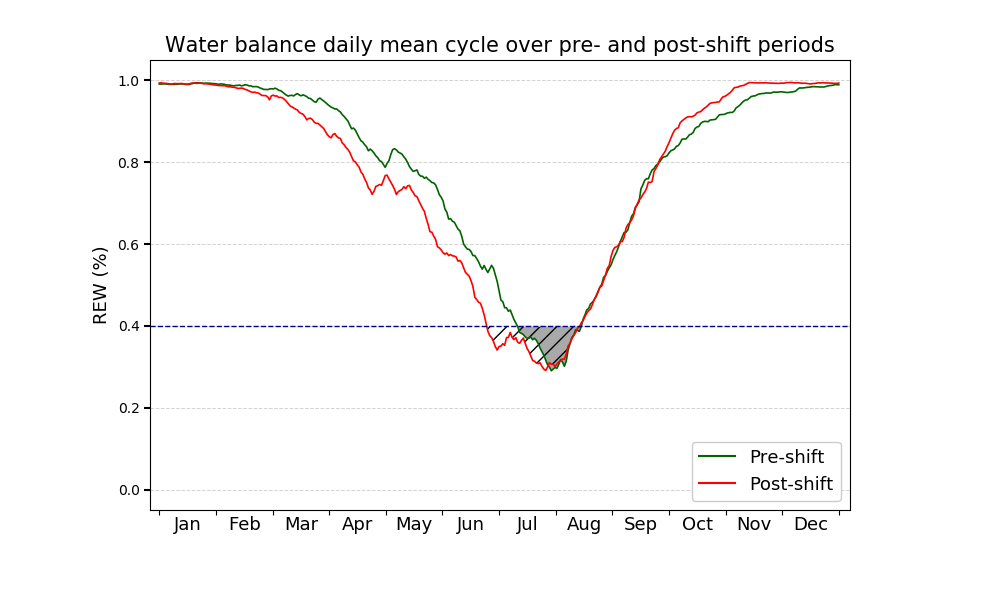 Water balance daily mean cycle over pre- and post-shift periods
1.0
0.8
0.6
0.4
0.2
0.0
REW (%)
Jan Feb Mar Apr May Jun Jul Aug Sep Oct Nov Dec
Pre-shift
Post-shift